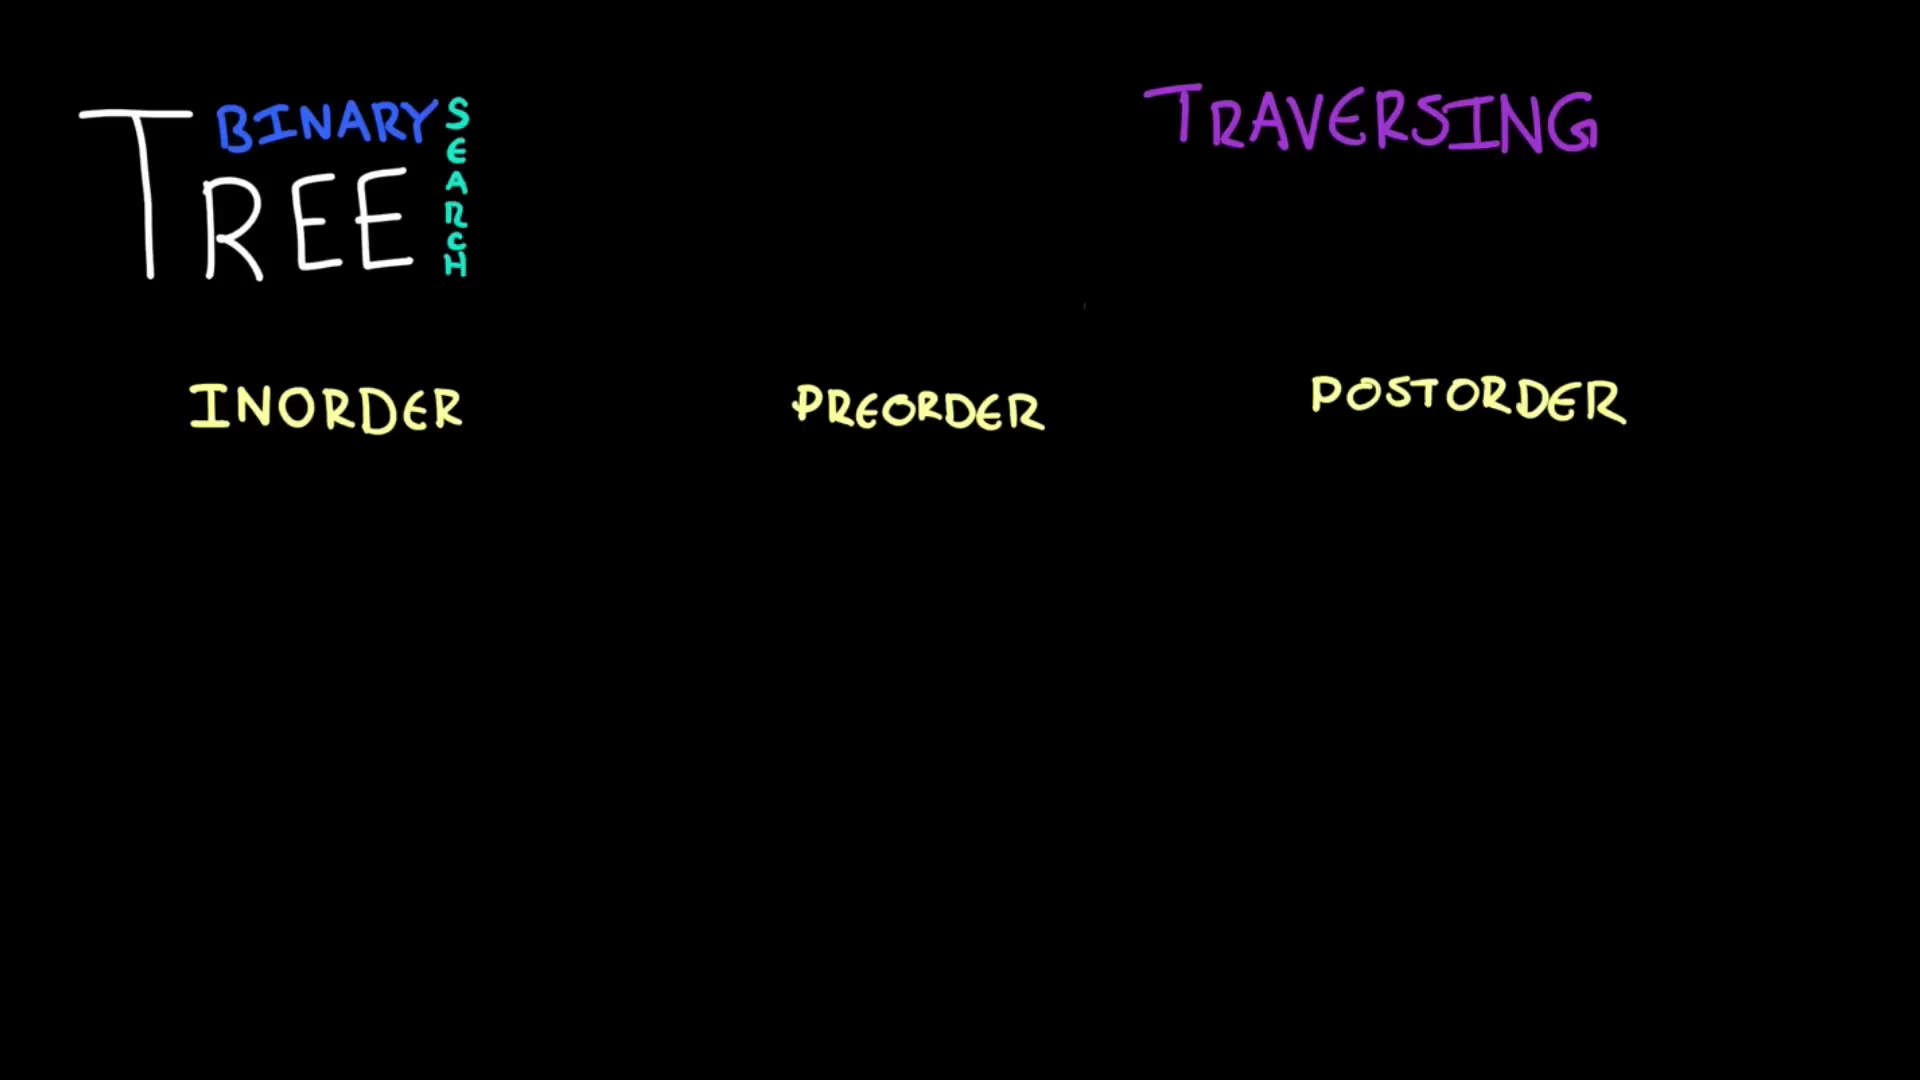 BINARY SEARCH
TREE
TRAVERSING
INORDER
PREORDER
POSTORDER